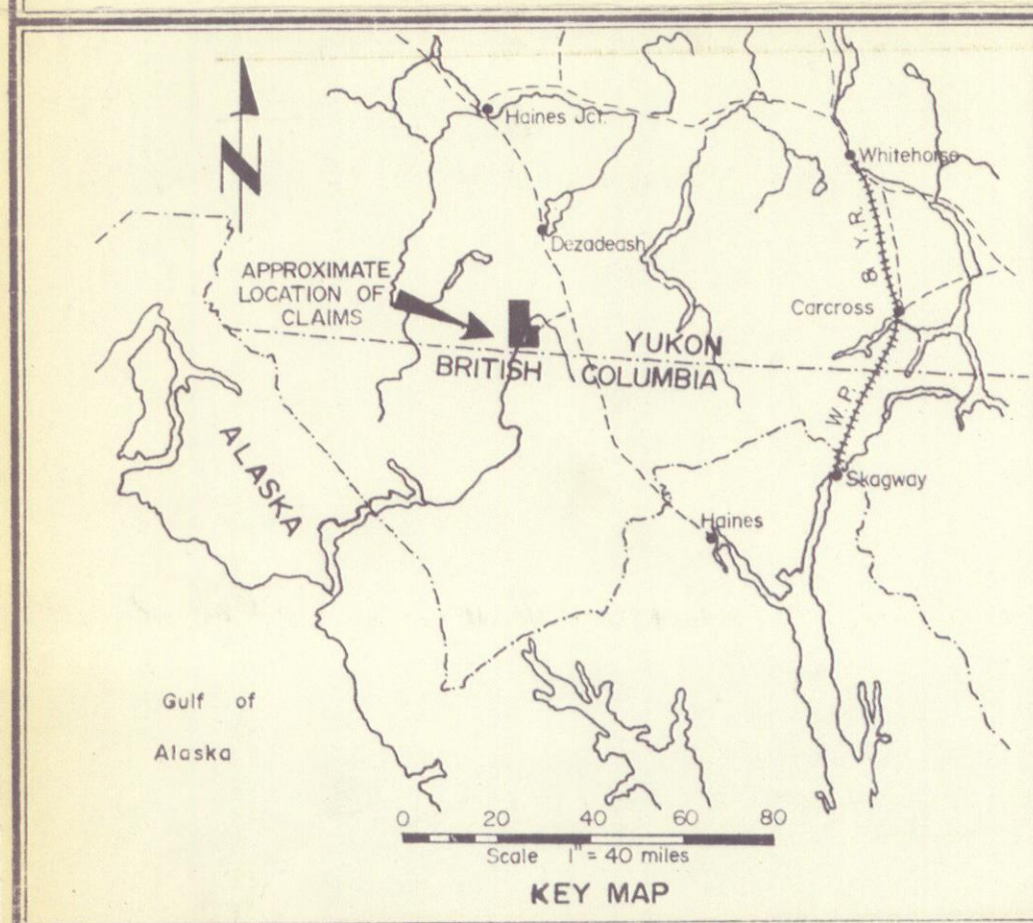 Haines Jct.
Whitehorse
N
Dezadeash
B. Y.R.
APPROXIMATE
LOCATION OF
CLAIMS
Carcross
YUKON
BRITISH COLUMBIA
W.P.
ALASKA
Skagway
Haines
Gulf of
Alaska
0 20 40 60 80
Scale 1" = 40 miles
KEY MAP